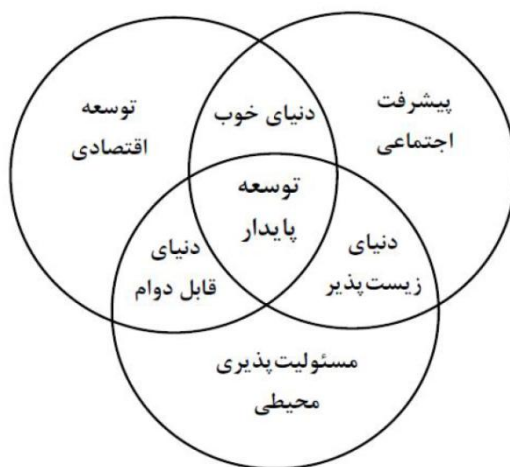 پیشرفت
اجتماعی
دنیای خوب
توسعه
اقتصادی
توسعه
پایدار
دنیای
زیست‌پذیر
دنیای
قابل دوام
مسئولیت‌پذیری
محیطی